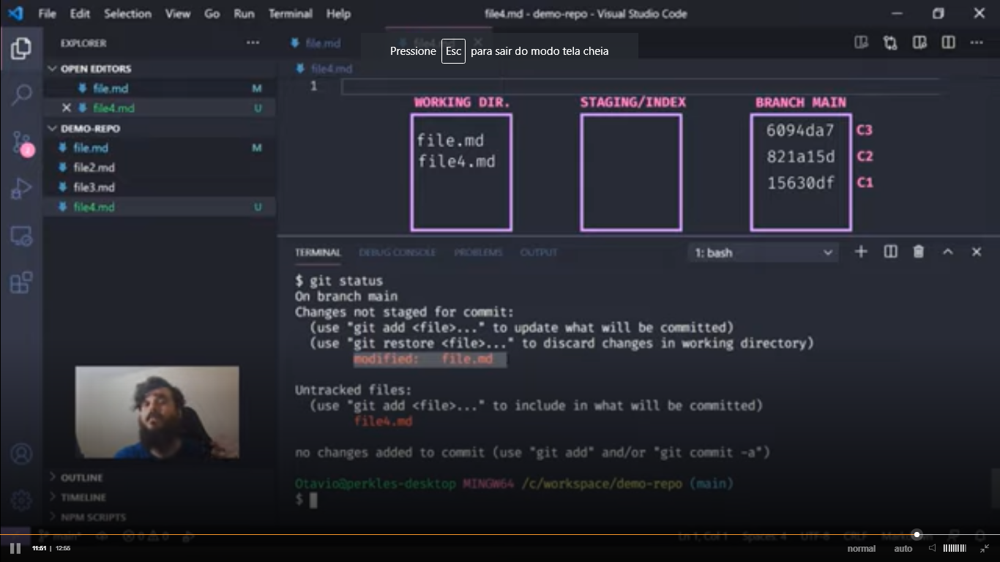 File Edit Selection View Go Run Terminal Help
file4.md - demo-repo - Visual Studio Code
EXPLORER
file.md
Pressione Esc para sair do modo tela cheia
OPEN EDITORS
file.md M
file4.md U
DEMO-REPO
file.md M
file2.md
file3.md
file4.md U
2
OUTLINE
TIMELINE
NPM SCRIPTS
file4.md
1
WORKING DIR.
file.md
file4.md
STAGING/INDEX
BRANCH MAIN
6094da7 C3
821a15d C2
15630df C1
TERMINAL DEBUG CONSOLE PROBLEMS OUTPUT
1: bash
$ git status
On branch main
Changes not staged for commit:
(use "git add <file>..." to update what will be committed)
(use "git restore <file>..." to discard changes in working directory)
modified: file.md
Untracked files:
(use "git add <file>..." to include in what will be committed)
file4.md
no changes added to commit (use "git add" and/or "git commit -a")
Otavio@perkles-desktop MINGW64 /c/workspace/demo-repo (main)
$
main* 0 0 Ln 1, Col 1 Spaces: 4 UTF-8 CRLF
11:51 | 12:55
normal auto